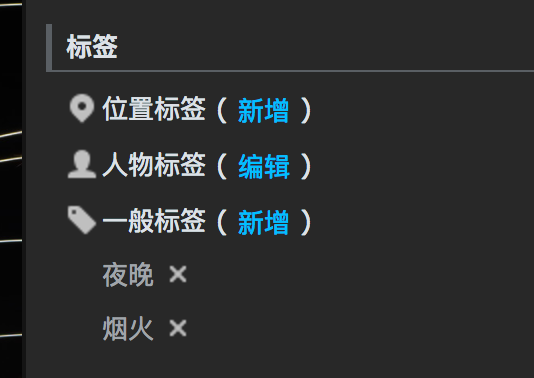 标签
位置标签 ( 新增 )
人物标签 ( 编辑 )
一般标签 ( 新增 )
夜晚
烟火